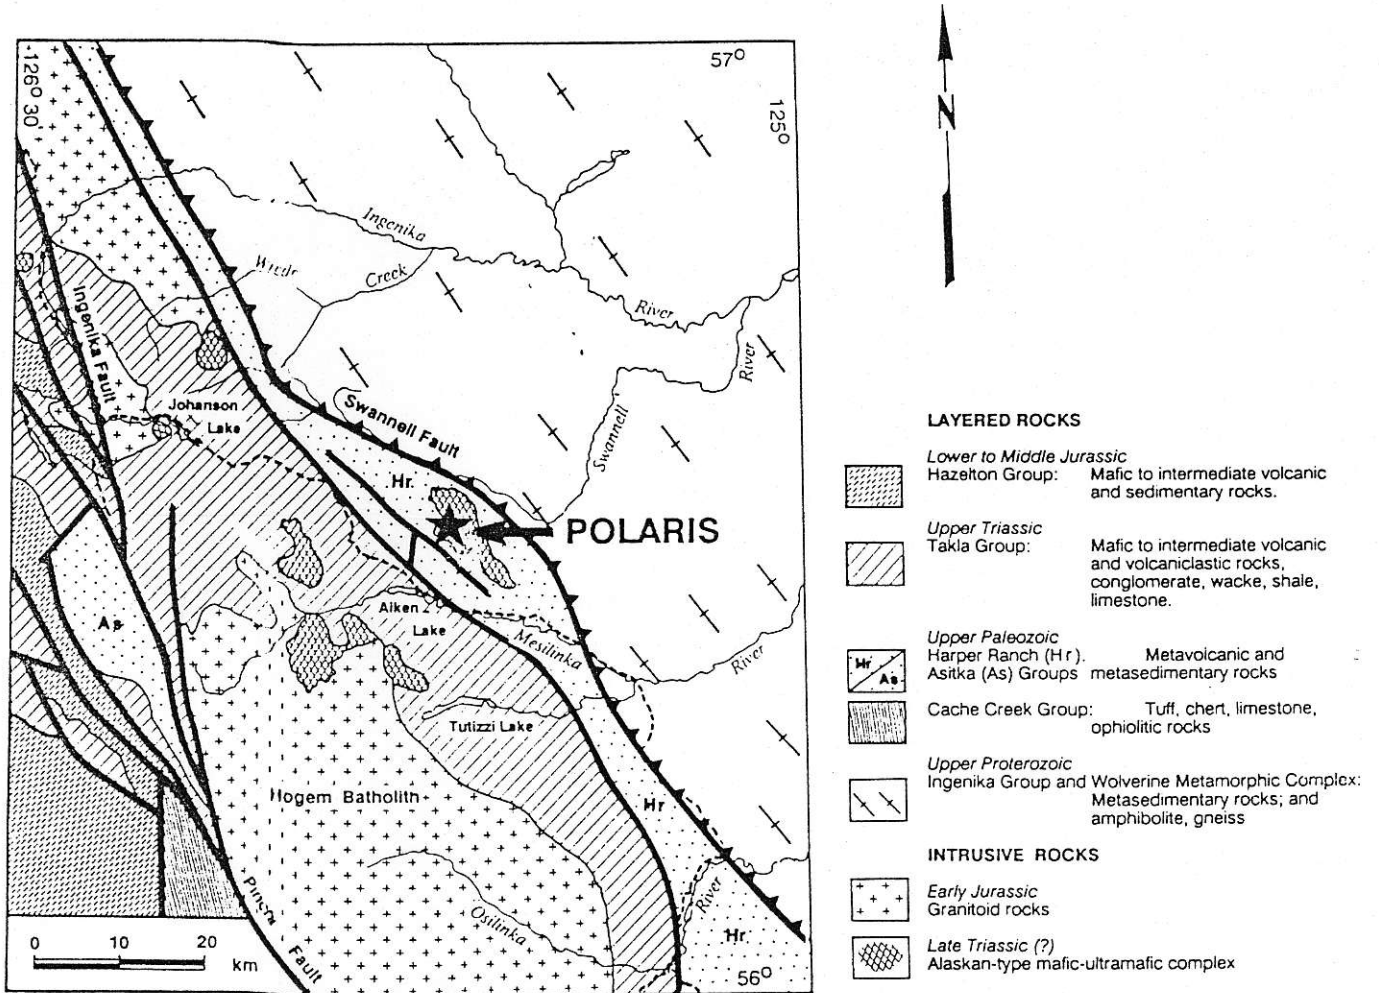 57°
126° 30'
125°
N
Ingenika
Creek
River
River
Ingenika Fault
Johanson
Lake
Swannell Fault
Swannell
Hr.
POLARIS
Aiken
Lake
Mesilinka
River
As
Tutizzi Lake
Hogem Batholith
Hr
Pinchi Fault
Osilinka
River
Hr.
56°
0 10 20
km
LAYERED ROCKS
Lower to Middle Jurassic
Hazelton Group: Mafic to intermediate volcanic
and sedimentary rocks.
Upper Triassic
Takla Group: Mafic to intermediate volcanic
and volcaniclastic rocks,
conglomerate, wacke, shale,
limestone.
Upper Paleozoic
Harper Ranch (Hr). Metavolcanic and
Hr
As
Asitka (As) Groups metasedimentary rocks
Cache Creek Group: Tuff, chert, limestone,
ophiolitic rocks
Upper Proterozoic
Ingenika Group and Wolverine Metamorphic Complex:
Metasedimentary rocks; and
amphibolite, gneiss
INTRUSIVE ROCKS
Early Jurassic
Granitoid rocks
Late Triassic (?)
Alaskan-type mafic-ultramafic complex